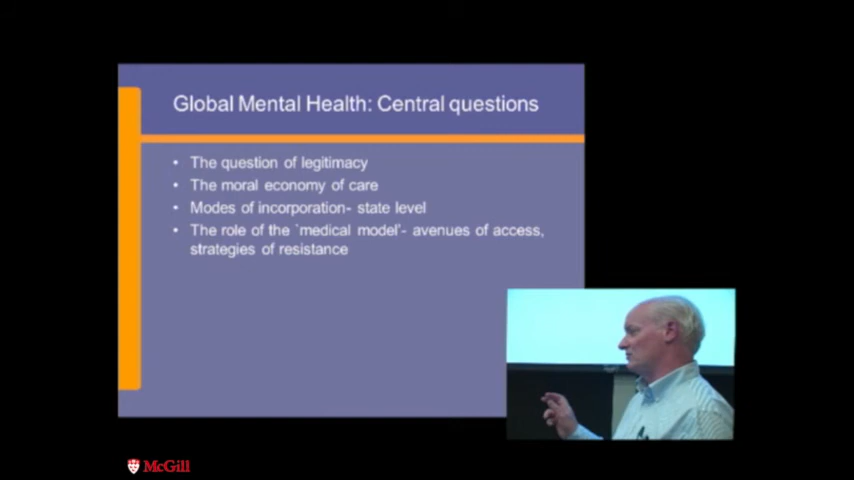 Global Mental Health: Central questions
• The question of legitimacy
• The moral economy of care
• Modes of incorporation- state level
• The role of the `medical model'- avenues of access,
strategies of resistance
McGill